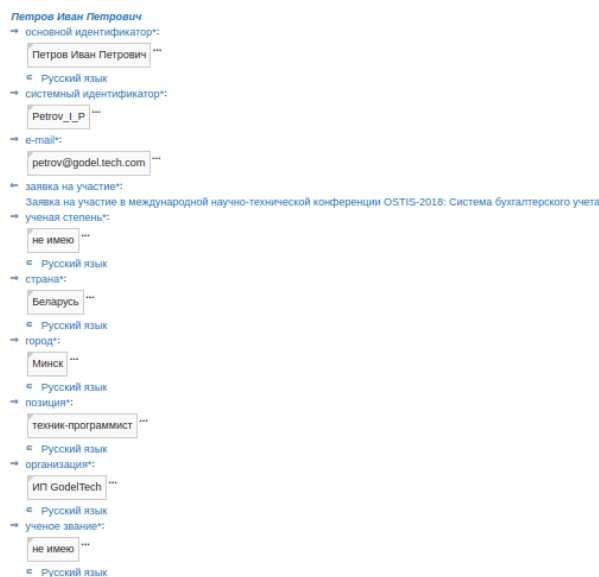 Петров Иван Петрович
⇒ основной идентификатор*:
Петров Иван Петрович ...
∈ Русский язык
⇒ системный идентификатор*:
Petrov_I_P ...
⇒ e-mail*:
petrov@godel.tech.com ...
⇐ заявка на участие*:
Заявка на участие в международной научно-технической конференции OSTIS-2018: Система бухгалтерского учета
⇒ ученая степень*:
не имею ...
∈ Русский язык
⇒ страна*:
Беларусь ...
∈ Русский язык
⇒ город*:
Минск ...
∈ Русский язык
⇒ позиция*:
техник-программист ...
∈ Русский язык
⇒ организация*:
ИП GodelTech ...
∈ Русский язык
⇒ ученое звание*:
не имею ...
∈ Русский язык